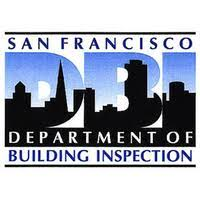 SAN FRANCISCO
DBI
DEPARTMENT OF
BUILDING INSPECTION